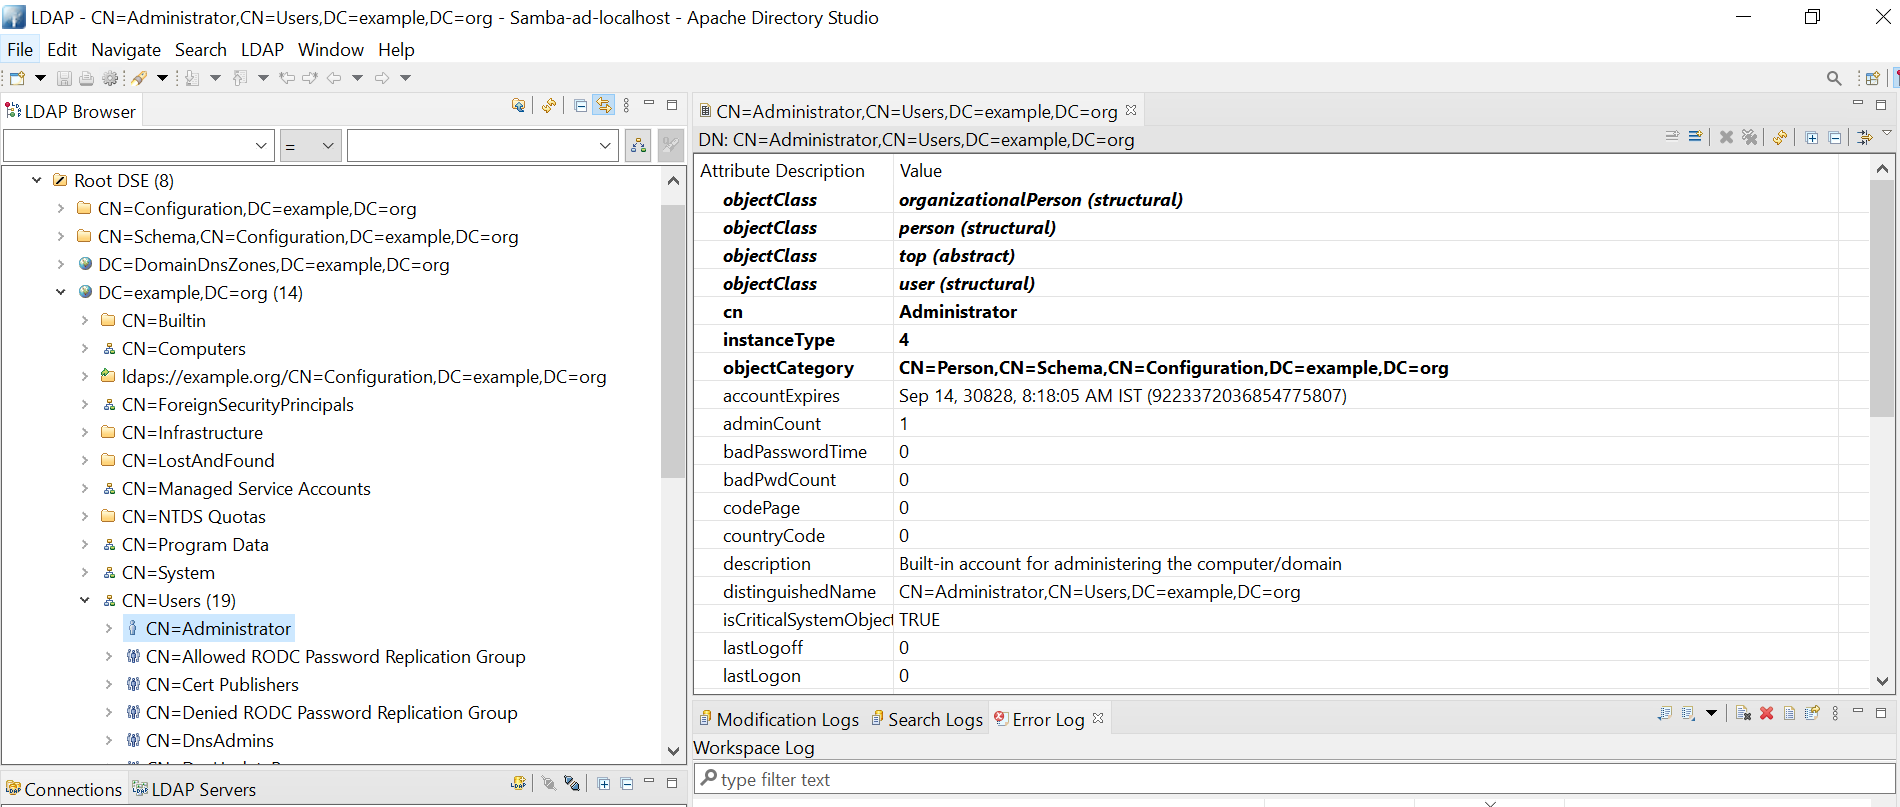 LDAP - CN=Administrator,CN=Users,DC=example,DC=org - Samba-ad-localhost - Apache Directory Studio
File Edit Navigate Search LDAP Window Help
LDAP Browser
=
Root DSE (8)
CN=Configuration,DC=example,DC=org
CN=Schema,CN=Configuration,DC=example,DC=org
DC=DomainDnsZones,DC=example,DC=org
DC=example,DC=org (14)
CN=Builtin
CN=Computers
ldaps://example.org/CN=Configuration,DC=example,DC=org
CN=ForeignSecurityPrincipals
CN=Infrastructure
CN=LostAndFound
CN=Managed Service Accounts
CN=NTDS Quotas
CN=Program Data
CN=System
CN=Users (19)
CN=Administrator
CN=Allowed RODC Password Replication Group
CN=Cert Publishers
CN=Denied RODC Password Replication Group
CN=DnsAdmins
Connections LDAP Servers
CN=Administrator,CN=Users,DC=example,DC=org
DN: CN=Administrator,CN=Users,DC=example,DC=org
Attribute Description Value
objectClass organizationalPerson (structural)
objectClass person (structural)
objectClass top (abstract)
objectClass user (structural)
cn Administrator
instanceType 4
objectCategory CN=Person,CN=Schema,CN=Configuration,DC=example,DC=org
accountExpires Sep 14, 30828, 8:18:05 AM IST (9223372036854775807)
adminCount 1
badPasswordTime 0
badPwdCount 0
codePage 0
countryCode 0
description Built-in account for administering the computer/domain
distinguishedName CN=Administrator,CN=Users,DC=example,DC=org
isCriticalSystemObject TRUE
lastLogoff 0
lastLogon 0
Modification Logs Search Logs Error Log
Workspace Log
type filter text